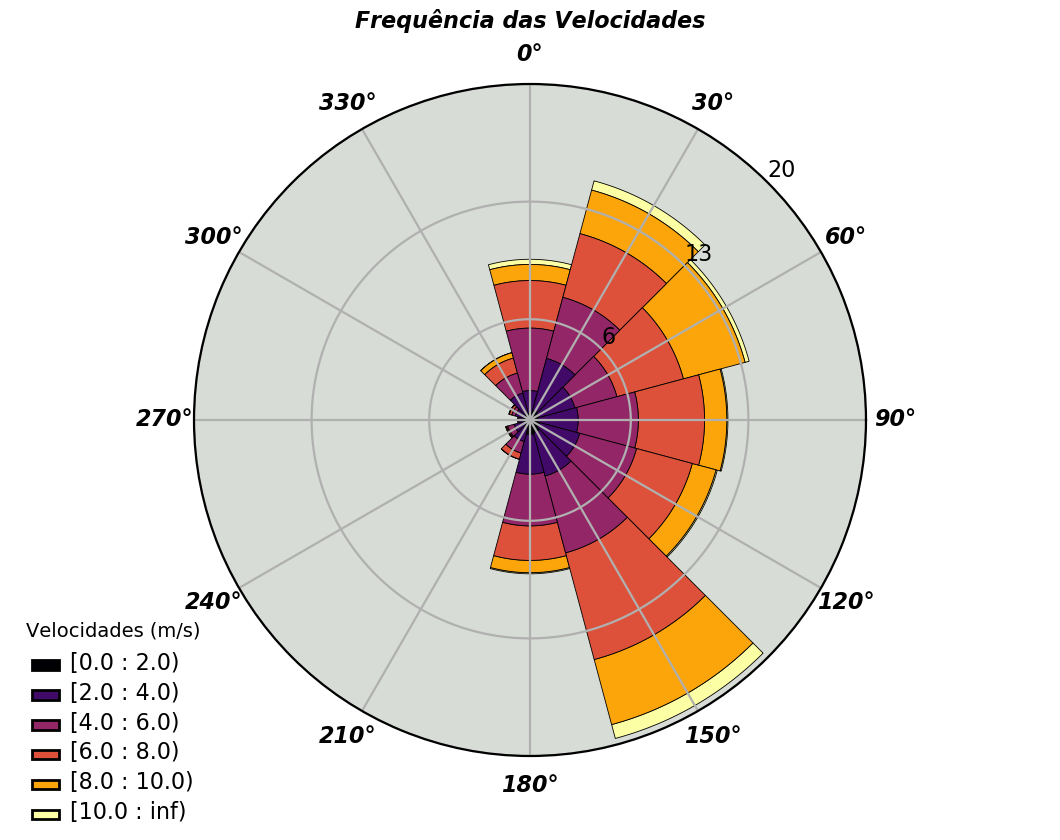 Frequência das Velocidades
0°
330°
30°
20
300°
60°
13
6
270°
90°
240°
120°
210°
150°
180°
Velocidades (m/s)
[0.0 : 2.0)
[2.0 : 4.0)
[4.0 : 6.0)
[6.0 : 8.0)
[8.0 : 10.0)
[10.0 : inf)